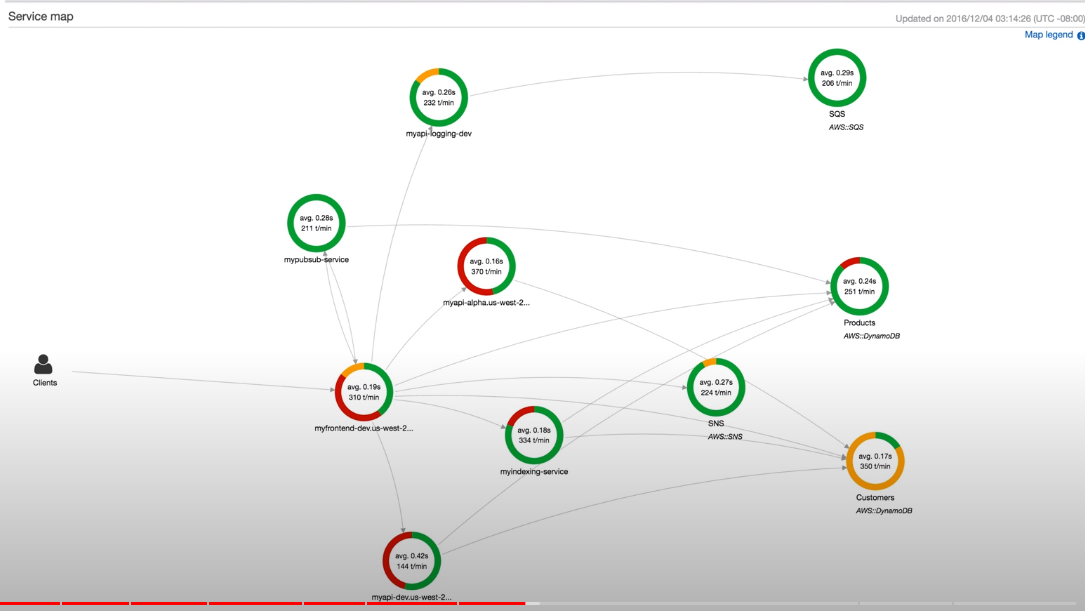 Service map
Updated on 2016/12/04 03:14:26 (UTC -08:00)
Map legend
avg. 0.26s
232 t/min
myapi-logging-dev
avg. 0.29s
206 t/min
SQS
AWS::SQS
avg. 0.28s
211 t/min
mypubsub-service
avg. 0.16s
370 t/min
myapi-alpha.us-west-2...
avg. 0.24s
251 t/min
Products
AWS::DynamoDB
Clients
avg. 0.19s
310 t/min
myfrontend-dev.us-west-2...
avg. 0.27s
224 t/min
SNS
AWS::SNS
avg. 0.18s
334 t/min
myindexing-service
avg. 0.17s
350 t/min
Customers
AWS::DynamoDB
avg. 0.42s
144 t/min
myapi-dev.us-west-2...